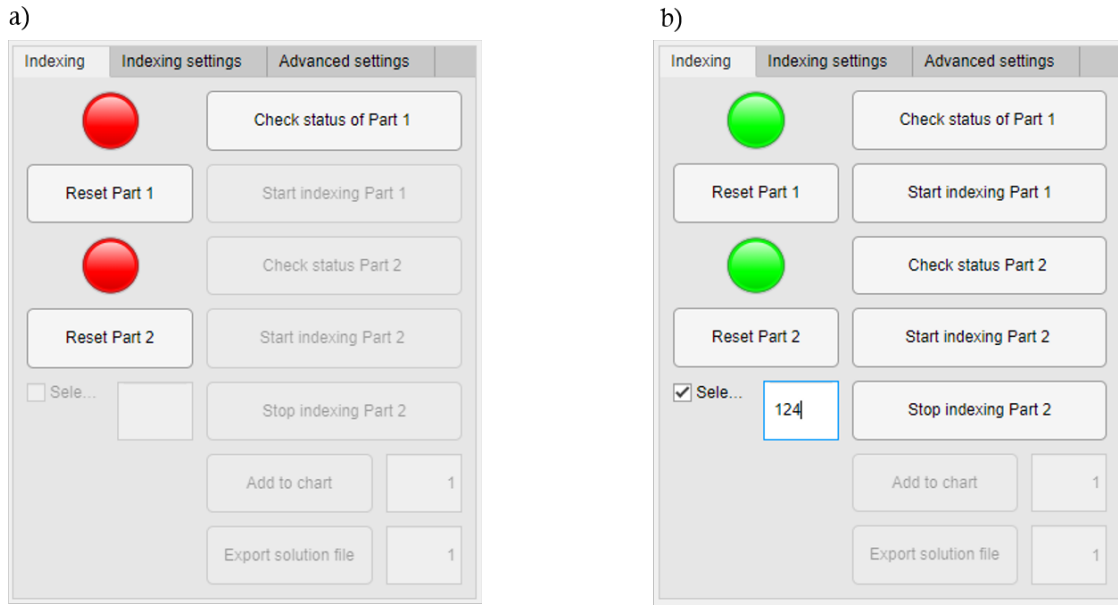 a)
Indexing Indexing settings Advanced settings
Check status of Part 1
Reset Part 1 Start indexing Part 1
Check status Part 2
Reset Part 2 Start indexing Part 2
Sele... Stop indexing Part 2
Add to chart 1
Export solution file 1
b)
Indexing Indexing settings Advanced settings
Check status of Part 1
Reset Part 1 Start indexing Part 1
Check status Part 2
Reset Part 2 Start indexing Part 2
Sele... 124 Stop indexing Part 2
Add to chart 1
Export solution file 1